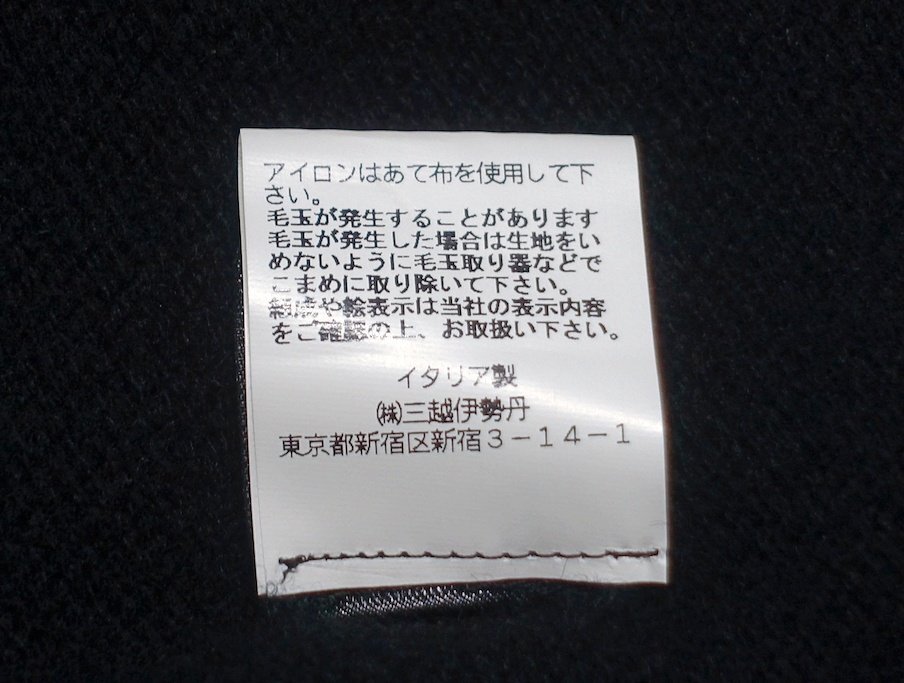 アイロンはあて布を使用して下
さい。
毛玉が発生することがあります
毛玉が発生した場合は生地をい
めないように毛玉取り器などで
こまめに取り除いて下さい。
組成や絵表示は当社の表示内容
をご確認の上、お取扱い下さい。
イタリア製
㈱三越伊勢丹
東京都新宿区新宿3-14-1